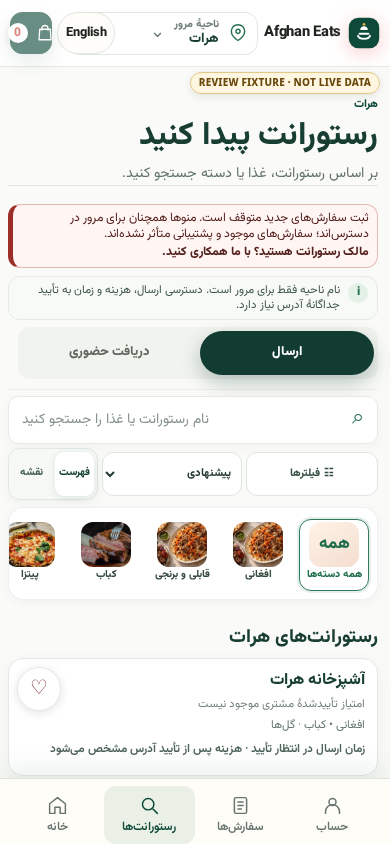 Afghan Eats
ناحیهٔ مرور
هرات
English
0
REVIEW FIXTURE · NOT LIVE DATA
هرات
رستورانت پیدا کنید
بر اساس رستورانت، غذا یا دسته جستجو کنید.
ثبت سفارش‌های جدید متوقف است. منوها همچنان برای مرور در
دسترس‌اند؛ سفارش‌های موجود و پشتیبانی متأثر نشده‌اند.
مالک رستورانت هستید؟ با ما همکاری کنید.
i
نام ناحیه فقط برای مرور است. دسترسی ارسال، هزینه و زمان به تأیید
جداگانهٔ آدرس نیاز دارد.
ارسال
دریافت حضوری
نام رستورانت یا غذا را جستجو کنید
فیلترها
پیشنهادی
فهرست
نقشه
همه
همه دسته‌ها
افغانی
قابلی و برنجی
کباب
پیتزا
رستورانت‌های هرات
آشپزخانه هرات
امتیاز تأییدشدهٔ مشتری موجود نیست
افغانی • کباب · گل‌ها
زمان ارسال در انتظار تأیید · هزینه پس از تأیید آدرس مشخص می‌شود
حساب
سفارش‌ها
رستورانت‌ها
خانه